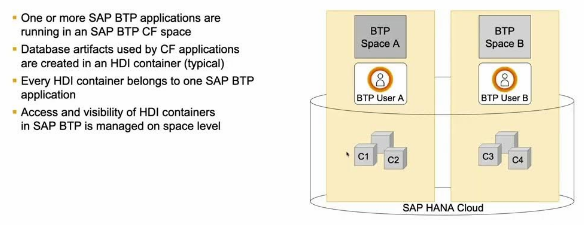 One or more SAP BTP applications are
running in an SAP BTP CF space
Database artifacts used by CF applications
are created in an HDI container (typical)
Every HDI container belongs to one SAP BTP
application
Access and visibility of HDI containers
in SAP BTP is managed on space level
BTP
Space A
BTP
Space B
BTP User A
BTP User B
C1
C2
C3
C4
SAP HANA Cloud